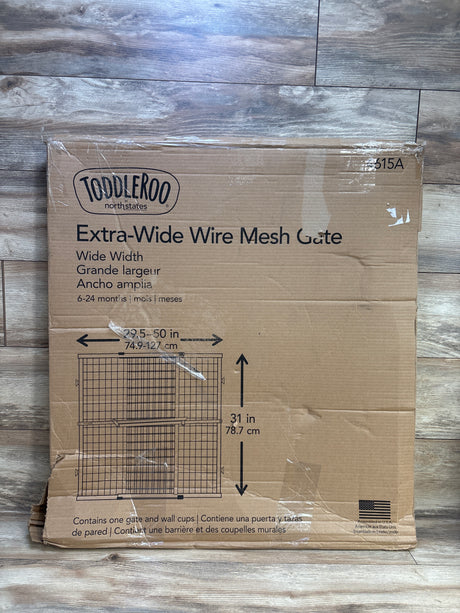 4615A
TODDLEROO
northstates
Extra-Wide Wire Mesh Gate
Wide Width
Grande largeur
Ancho amplia
6-24 months | mois | meses
29.5–50 in
74.9-127 cm
31 in
78.7 cm
Contains one gate and wall cups | Contiene una puerta y tazas
de pared | Contient une barrière et des coupelles murales